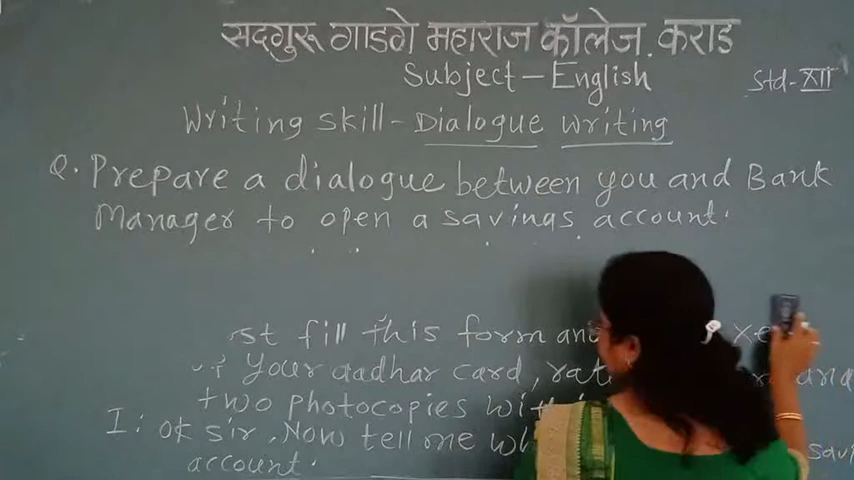 सदगुरू गाडगे महाराज कॉलेज. कराड
Subject - English
Std - XII
Writing skill - Dialogue writing
Q. Prepare a dialogue between you and Bank
Manager to open a savings account.
st fill this form and xe
your aadhar card, and
two photocopies
I: ok sir. Now tell me
account.